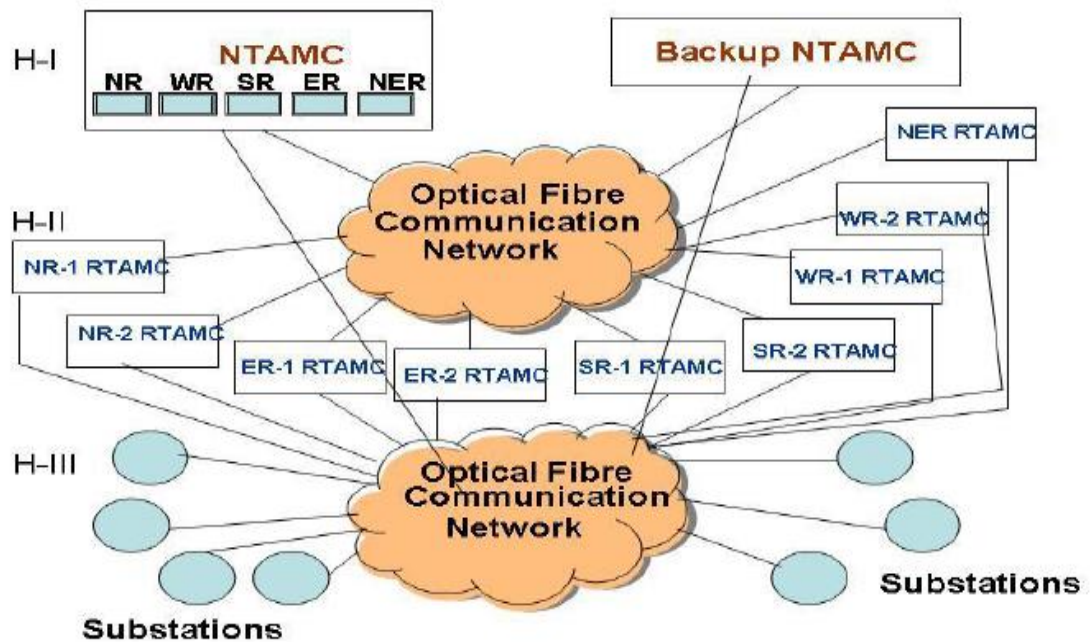 H-I
NTAMC
NR WR SR ER NER
Backup NTAMC
NER RTAMC
Optical Fibre
Communication
Network
H-II
WR-2 RTAMC
NR-1 RTAMC
WR-1 RTAMC
NR-2 RTAMC
ER-1 RTAMC
ER-2 RTAMC
SR-1 RTAMC
SR-2 RTAMC
H-III
Optical Fibre
Communication
Network
Substations
Substations